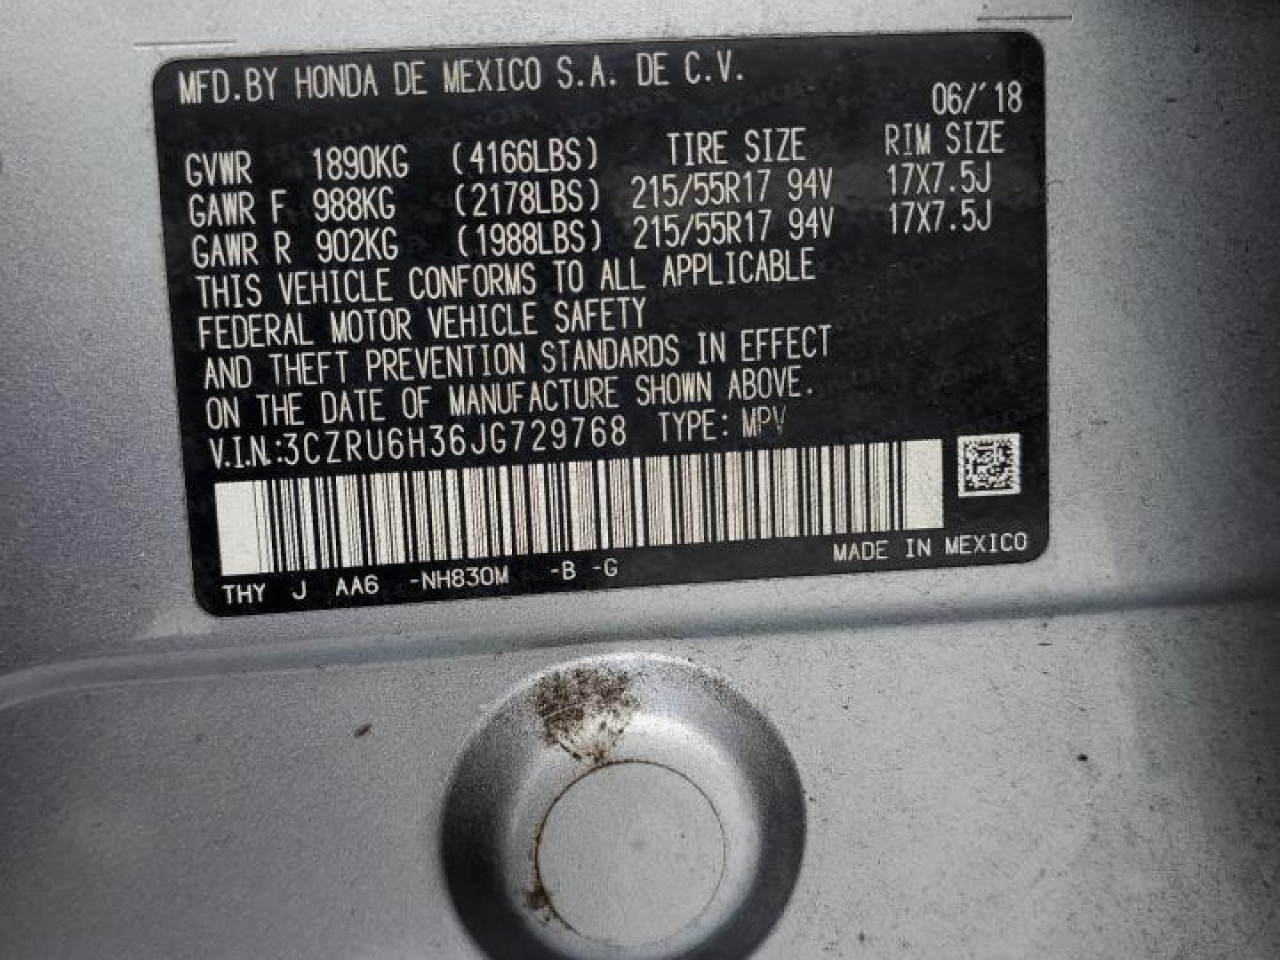 MFD.BY HONDA DE MEXICO S.A. DE C.V.
06/'18
GVWR 1890KG (4166LBS) TIRE SIZE RIM SIZE
GAWR F 988KG (2178LBS) 215/55R17 94V 17X7.5J
GAWR R 902KG (1988LBS) 215/55R17 94V 17X7.5J
THIS VEHICLE CONFORMS TO ALL APPLICABLE
FEDERAL MOTOR VEHICLE SAFETY
AND THEFT PREVENTION STANDARDS IN EFFECT
ON THE DATE OF MANUFACTURE SHOWN ABOVE.
V.I.N.:3CZRU6H36JG729768 TYPE: MPV
MADE IN MEXICO
THY J AA6 -NH830M -B -G